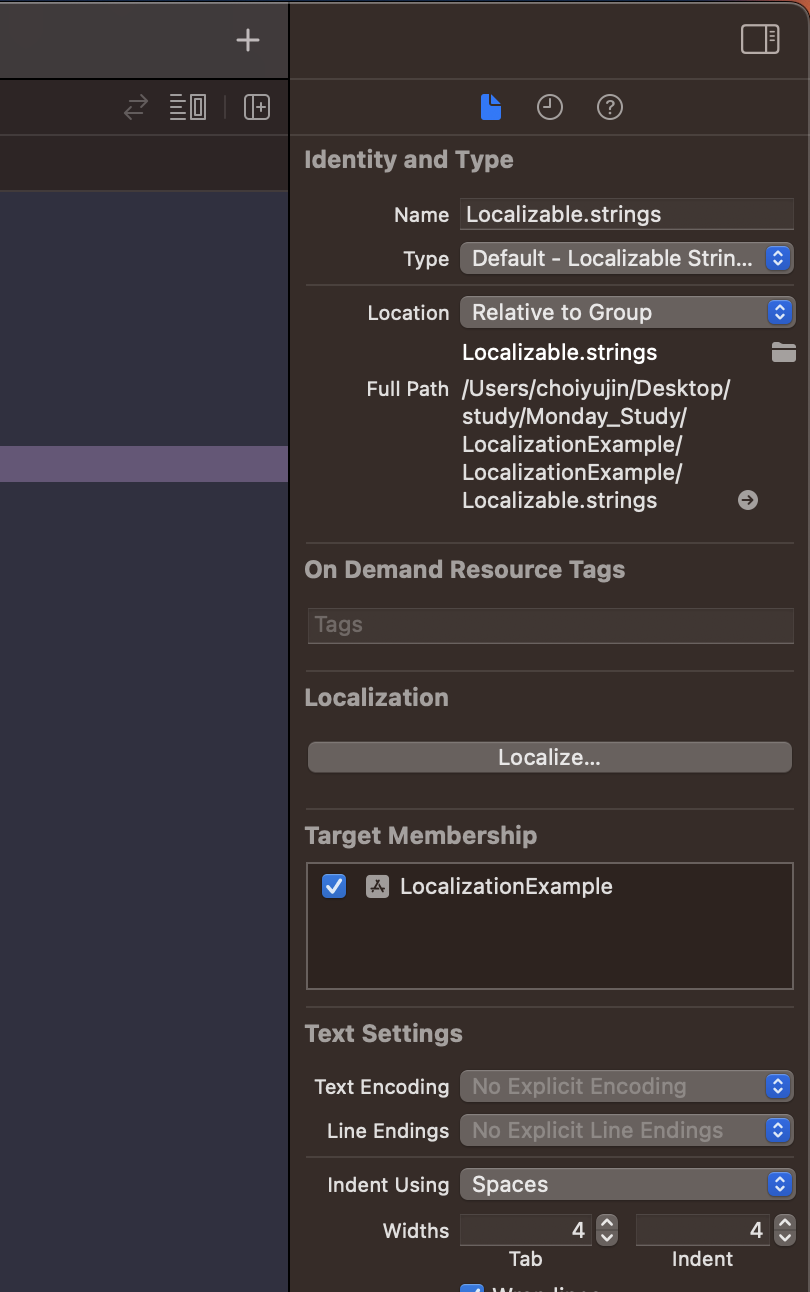 Identity and Type
Name Localizable.strings
Type Default - Localizable Strin...
Location Relative to Group
Localizable.strings
Full Path /Users/choiyujin/Desktop/
study/Monday_Study/
LocalizationExample/
LocalizationExample/
Localizable.strings
On Demand Resource Tags
Tags
Localization
Localize...
Target Membership
LocalizationExample
Text Settings
Text Encoding No Explicit Encoding
Line Endings No Explicit Line Endings
Indent Using Spaces
Widths 4 4
Tab Indent